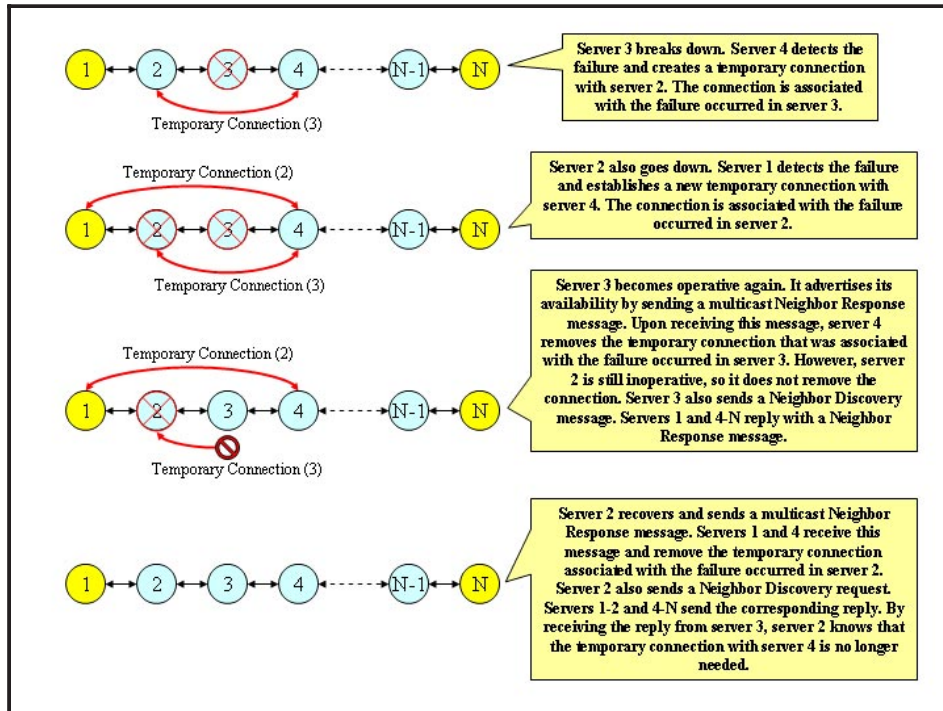 1 2 3 4 N-1 N
Temporary Connection (3)
Server 3 breaks down. Server 4 detects the
failure and creates a temporary connection
with server 2. The connection is associated
with the failure occurred in server 3.
Temporary Connection (2)
1 2 3 4 N-1 N
Temporary Connection (3)
Server 2 also goes down. Server 1 detects the failure
and establishes a new temporary connection with
server 4. The connection is associated with the failure
occurred in server 2.
Temporary Connection (2)
1 2 3 4 N-1 N
Temporary Connection (3)
Server 3 becomes operative again. It advertises its
availability by sending a multicast Neighbor Response
message. Upon receiving this message, server 4
removes the temporary connection that was associated
with the failure occurred in server 3. However, server
2 is still inoperative, so it does not remove the
connection. Server 3 also sends a Neighbor Discovery
message. Servers 1 and 4-N reply with a Neighbor
Response message.
1 2 3 4 N-1 N
Server 2 recovers and sends a multicast Neighbor
Response message. Servers 1 and 4 receive this
message and remove the temporary connection
associated with the failure occurred in server 2.
Server 2 also sends a Neighbor Discovery request.
Servers 1-2 and 4-N send the corresponding reply. By
receiving the reply from server 3, server 2 knows that
the temporary connection with server 4 is no longer
needed.